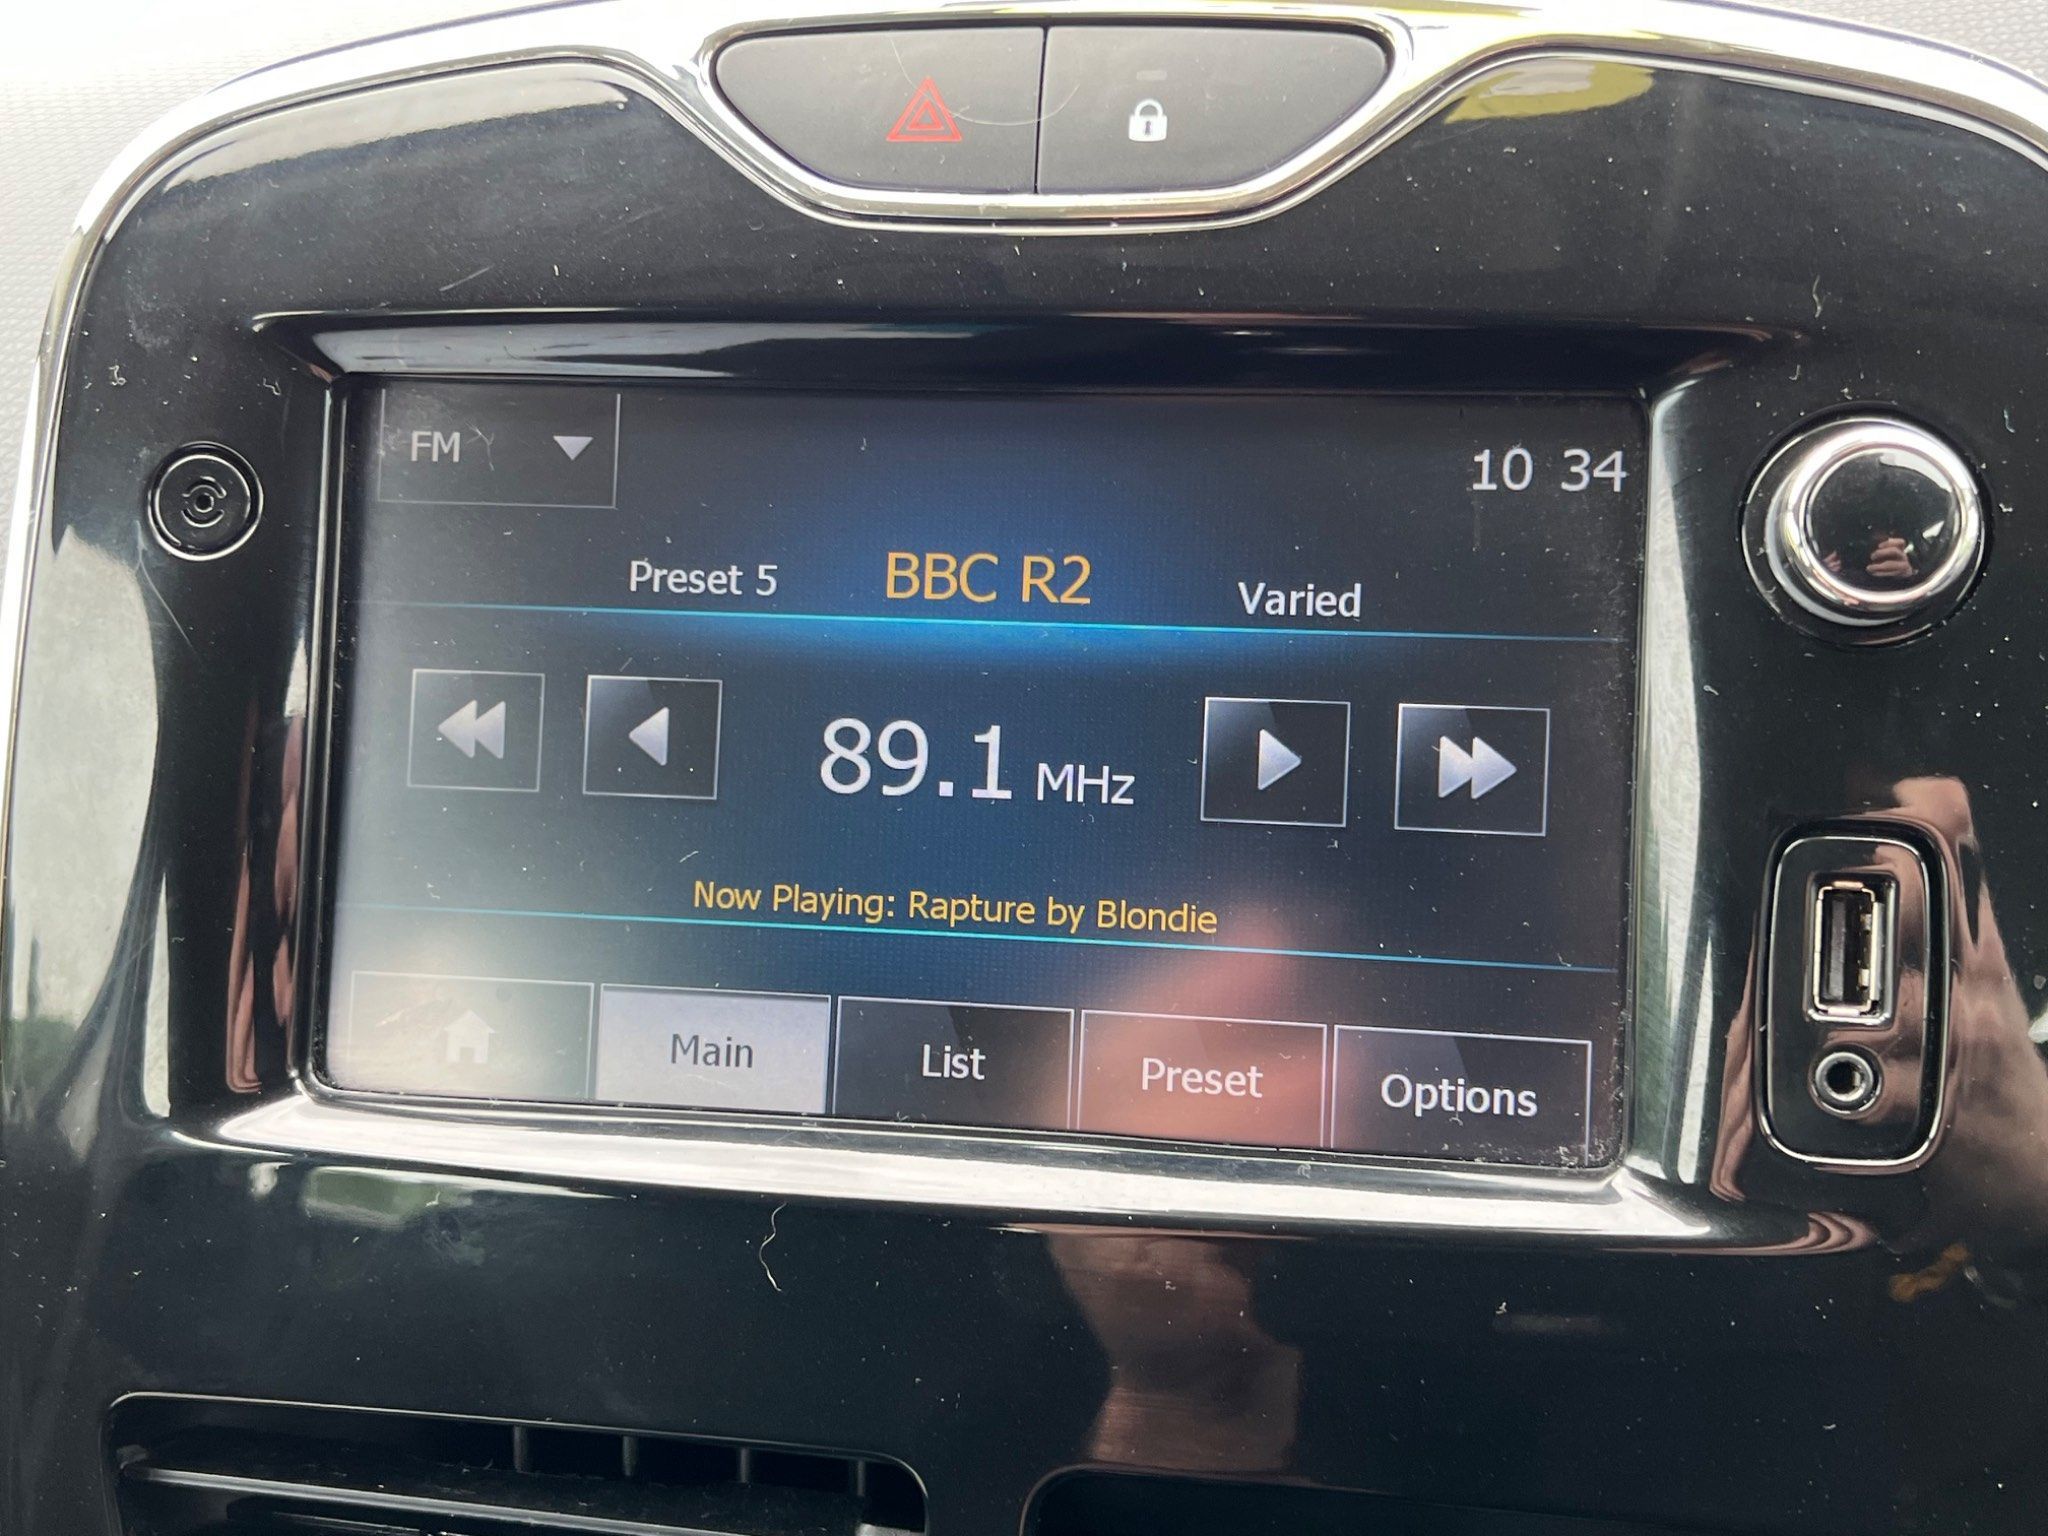 FM
10 34
Preset 5 BBC R2 Varied
89.1 MHz
Now Playing: Rapture by Blondie
Main List Preset Options